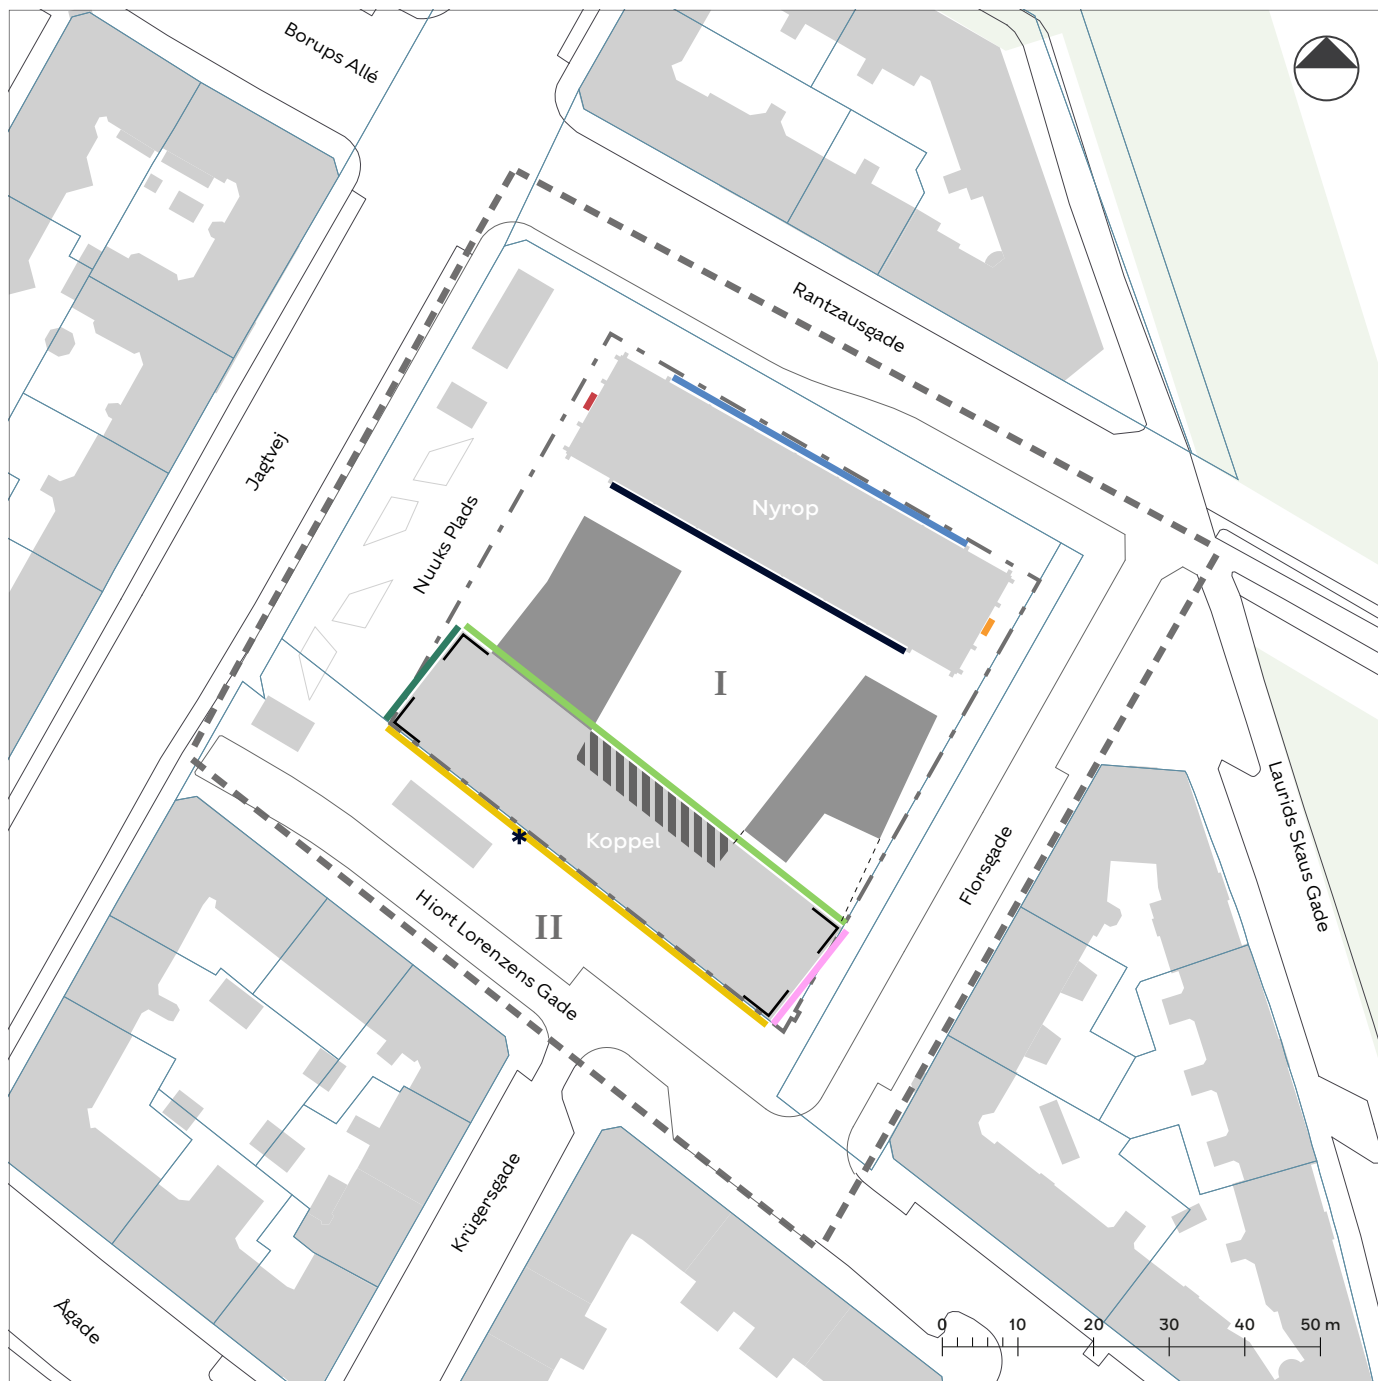 Borups Allé
Rantzausgade
Jagtvej
Nyrop
Nuuks Plads
I
Koppel
*
Laurids Skaus Gade
Florsgade
Hiort Lorenzens Gade
II
Krügersgade
Ågade
0 10 20 30 40 50 m